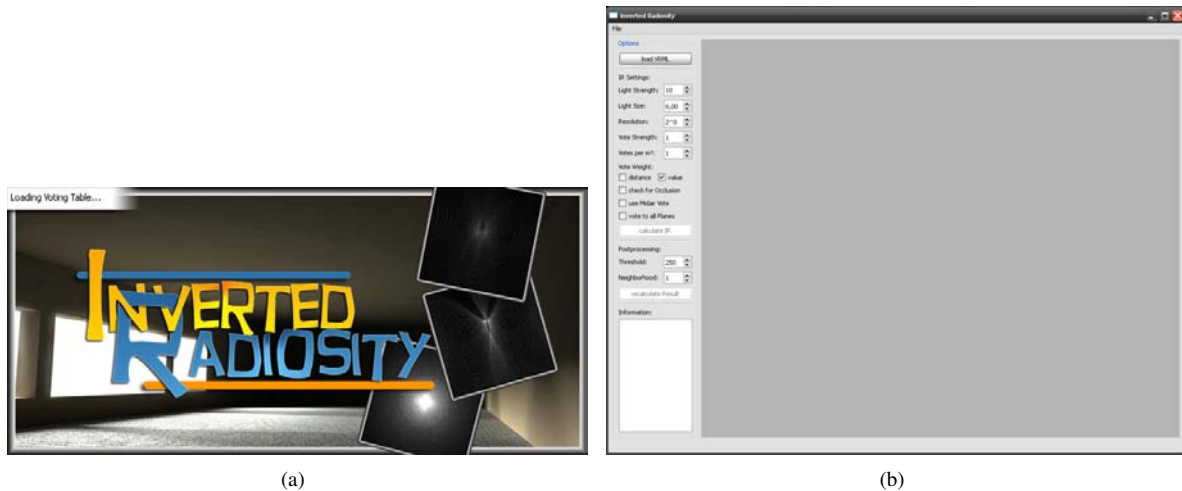 Loading Voting Table...
INVERTED
RADIOSITY
(a)
Inverted Radiosity
File
Options
load VRML
IR Settings:
Light Strength: 10
Light Size: 6,00
Resolution: 2^8
Vote Strength: 1
Votes per m²: 1
Vote Weight:
distance value
check for Occlusion
use Midair Vote
vote to all Planes
calculate IR
Postprocessing:
Threshold: 250
Neighborhood: 1
recalculate Result
Information:
(b)